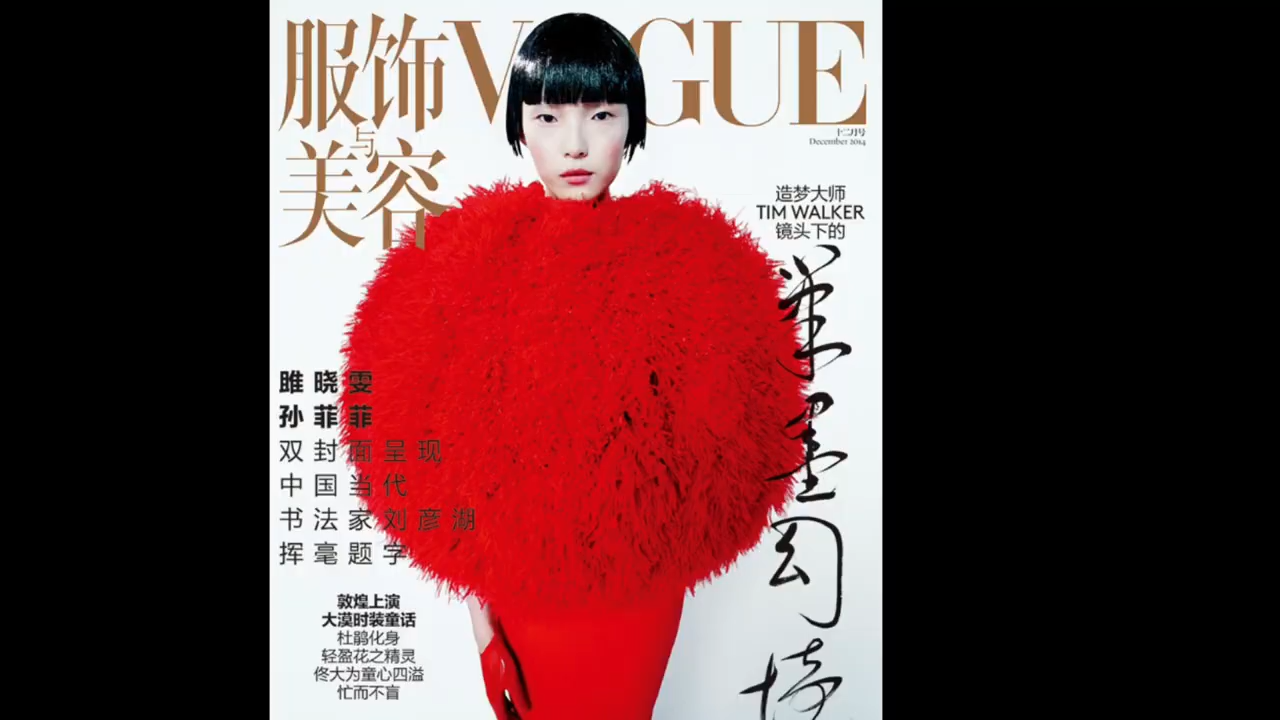 服饰与美容
VOGUE
十二月号
December 2014
造梦大师
TIM WALKER
镜头下的
笔墨勾境
雎晓雯
孙菲菲
双封面呈现
中国当代
书法家刘彦湖
挥毫题字
敦煌上演
大漠时装童话
杜鹃化身
轻盈花之精灵
佟大为童心四溢
忙而不盲